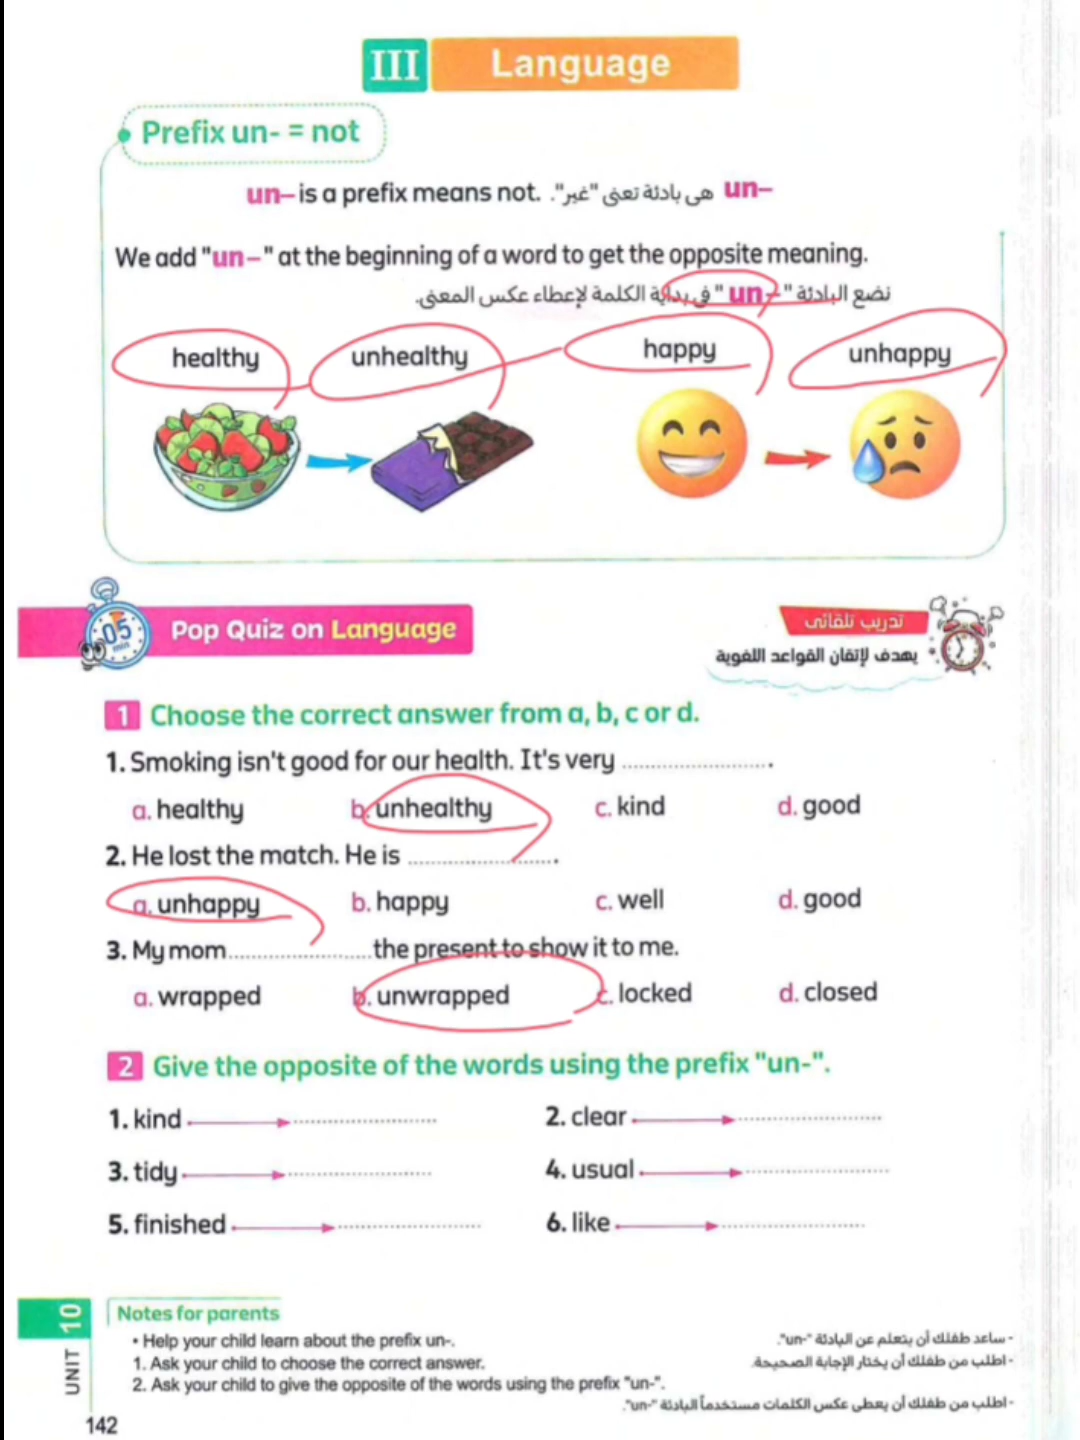 III Language
Prefix un- = not
un– is a prefix means not. un– هى بادئة تعنى "غير".
We add "un–" at the beginning of a word to get the opposite meaning.
نضع البادئة "un–" فى بداية الكلمة لإعطاء عكس المعنى.
healthy unhealthy happy unhappy
05 Pop Quiz on Language
تدريب تلقائى
يهدف لإتقان القواعد اللغوية
1 Choose the correct answer from a, b, c or d.
1. Smoking isn't good for our health. It's very ........................ .
a. healthy b. unhealthy c. kind d. good
2. He lost the match. He is ........................ .
a. unhappy b. happy c. well d. good
3. My mom ........................ the present to show it to me.
a. wrapped b. unwrapped c. locked d. closed
2 Give the opposite of the words using the prefix "un-".
1. kind ........................ 2. clear ........................
3. tidy ........................ 4. usual ........................
5. finished ........................ 6. like ........................
UNIT 10
Notes for parents
• Help your child learn about the prefix un-.
1. Ask your child to choose the correct answer.
2. Ask your child to give the opposite of the words using the prefix "un-".
- ساعد طفلك أن يتعلم عن البادئة "-un".
- اطلب من طفلك أن يختار الإجابة الصحيحة.
- اطلب من طفلك أن يعطى عكس الكلمات مستخدماً البادئة "-un".
142